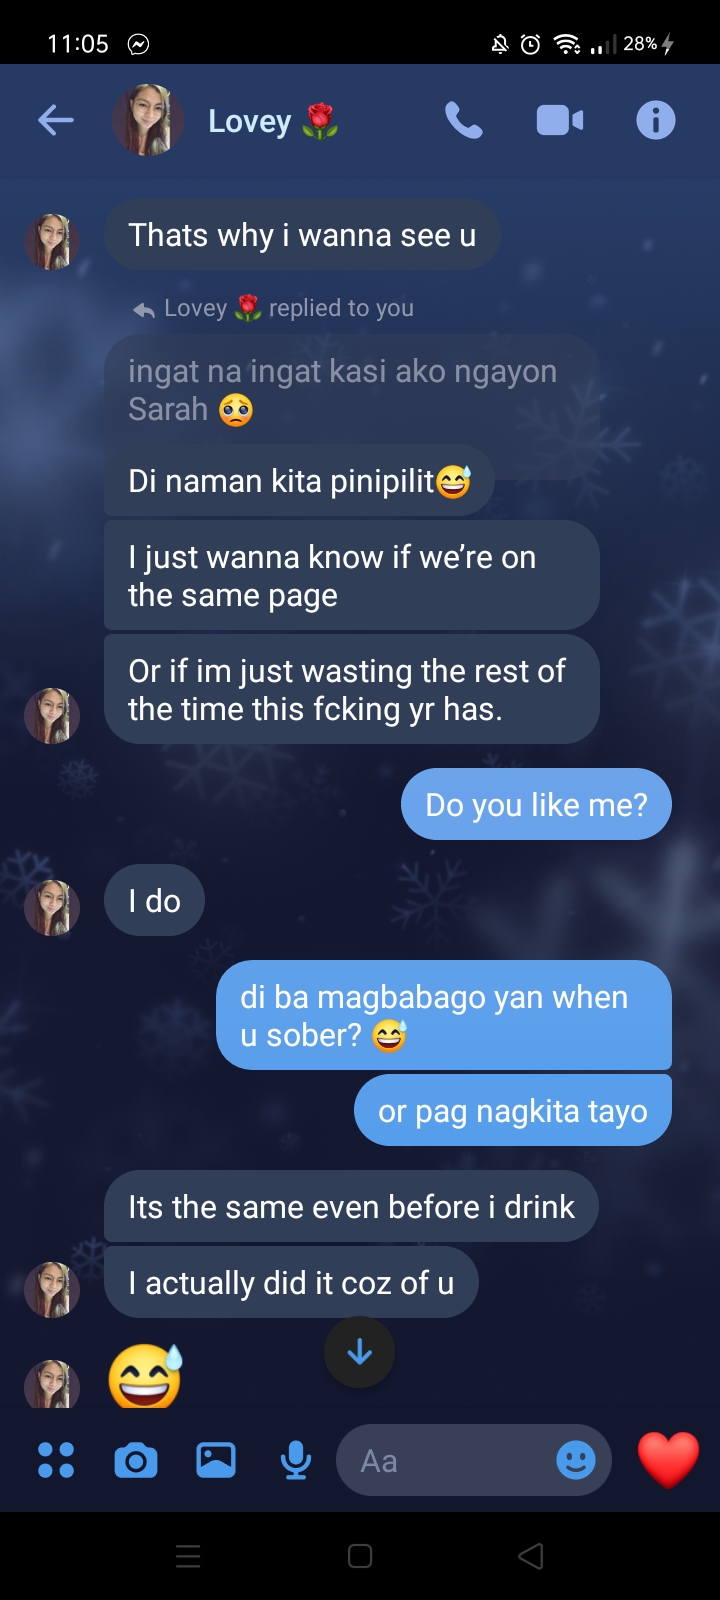 11:05
28%
Lovey 🌹
Thats why i wanna see u
Lovey 🌹 replied to you
ingat na ingat kasi ako ngayon
Sarah 🥺
Di naman kita pinipilit😅
I just wanna know if we’re on
the same page
Or if im just wasting the rest of
the time this fcking yr has.
Do you like me?
I do
di ba magbabago yan when
u sober? 😅
or pag nagkita tayo
Its the same even before i drink
I actually did it coz of u
😅
Aa